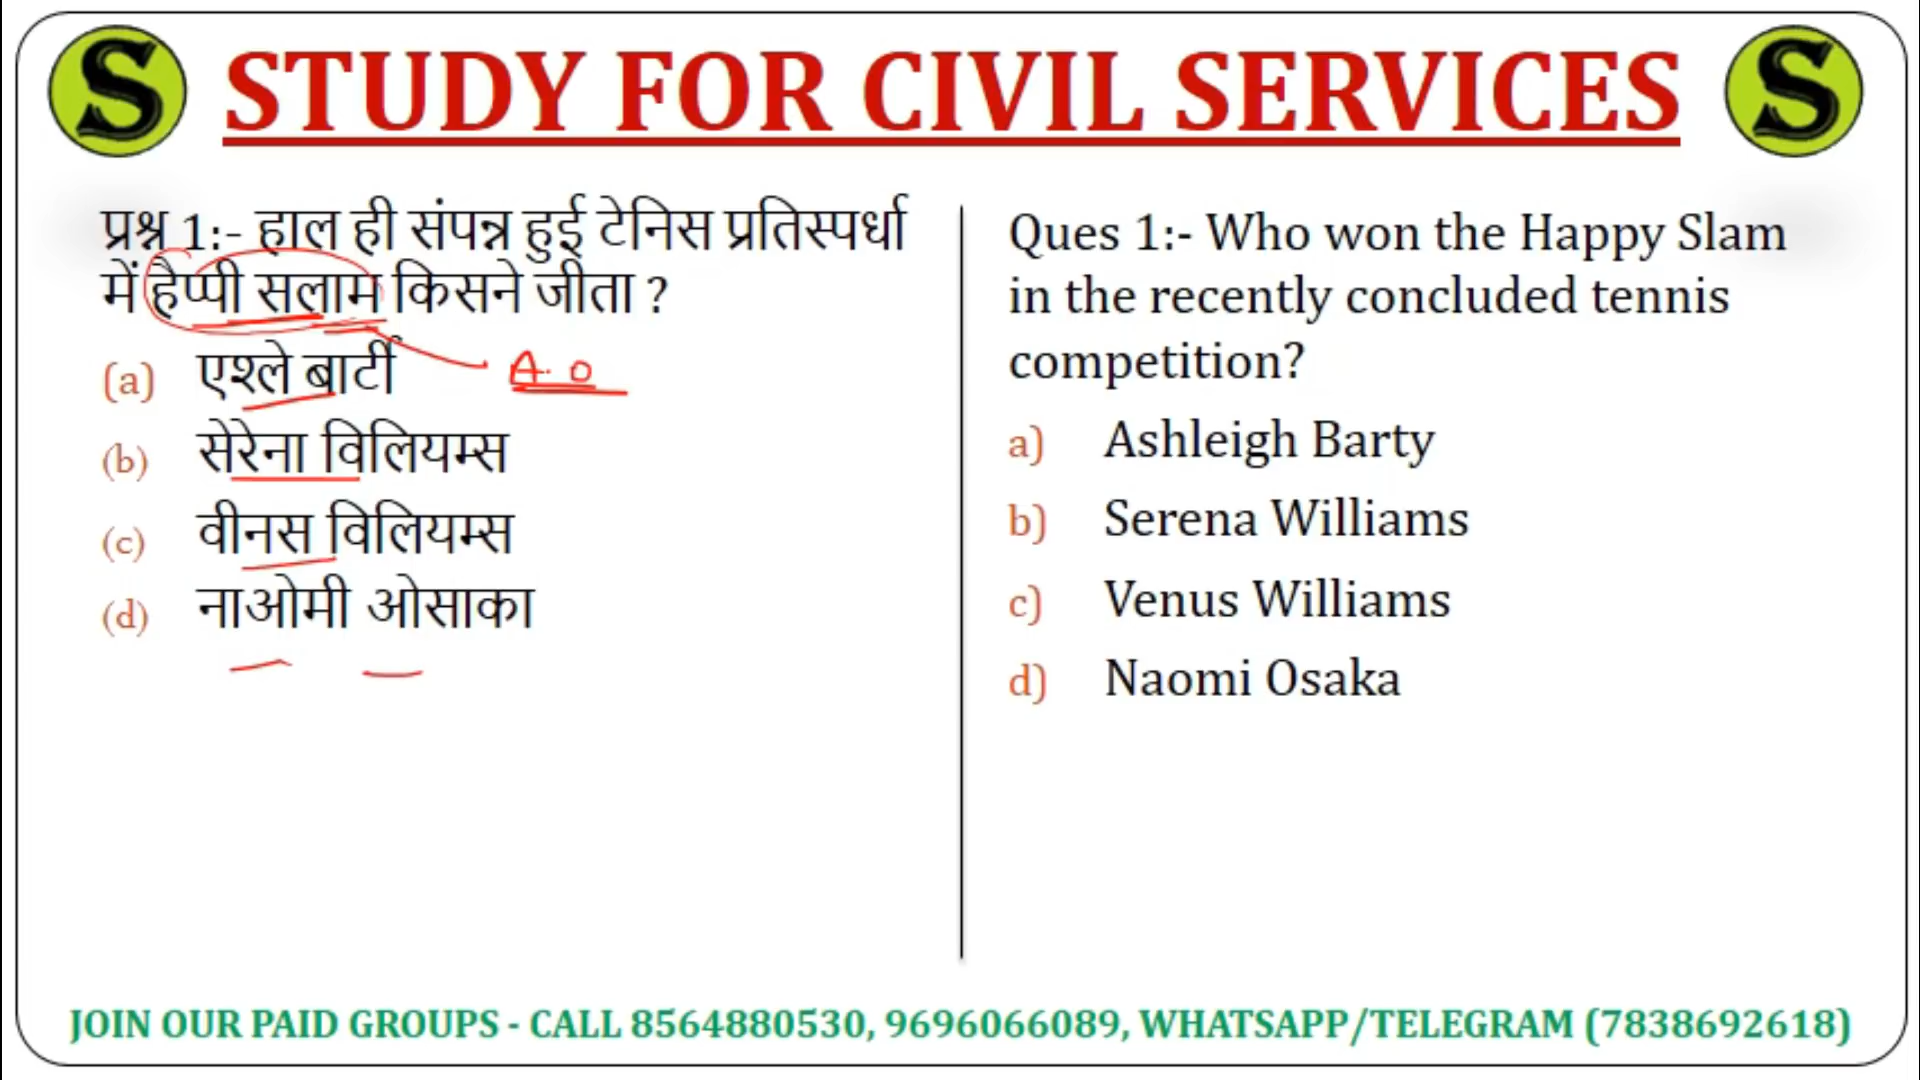 S STUDY FOR CIVIL SERVICES S
प्रश्न 1:- हाल ही संपन्न हुई टेनिस प्रतिस्पर्धा
में हैप्पी सलाम किसने जीता ?
(a) एश्ले बार्टी
A.O
(b) सेरेना विलियम्स
(c) वीनस विलियम्स
(d) नाओमी ओसाका
Ques 1:- Who won the Happy Slam
in the recently concluded tennis
competition?
a) Ashleigh Barty
b) Serena Williams
c) Venus Williams
d) Naomi Osaka
JOIN OUR PAID GROUPS - CALL 8564880530, 9696066089, WHATSAPP/TELEGRAM (7838692618)